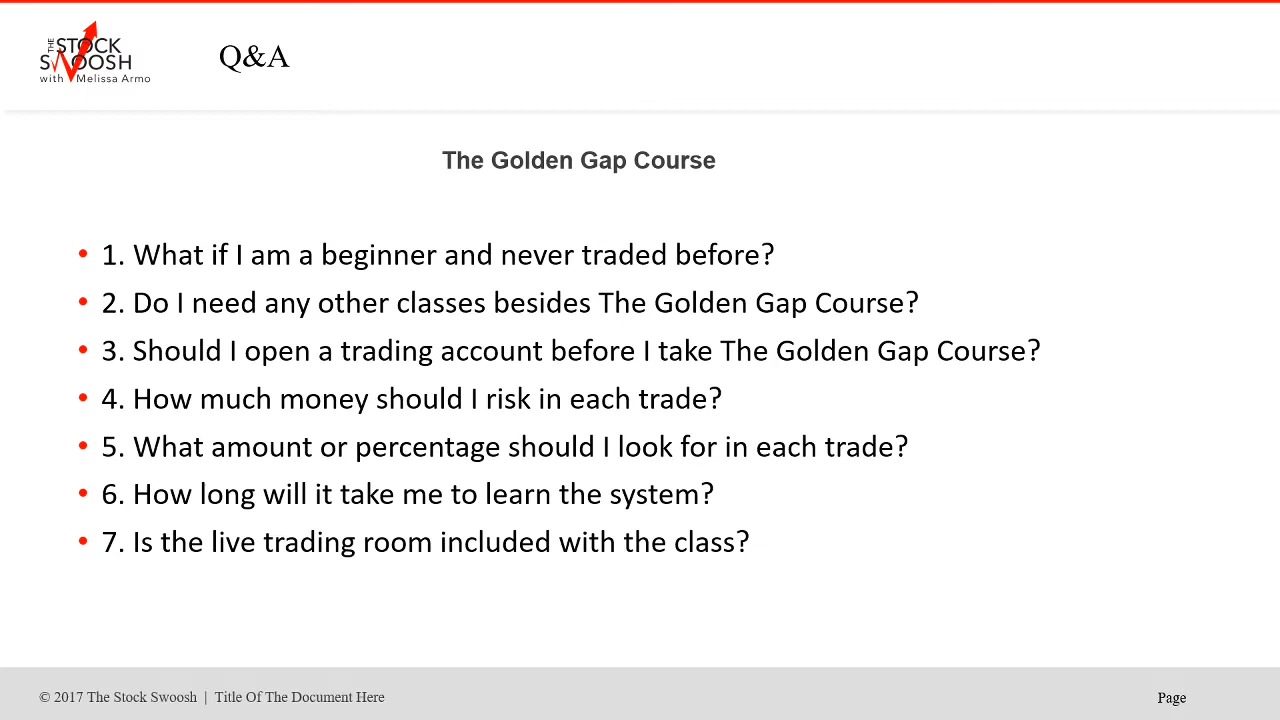 THE STOCK
SWOOSH
with Melissa Armo
Q&A
The Golden Gap Course
• 1. What if I am a beginner and never traded before?
• 2. Do I need any other classes besides The Golden Gap Course?
• 3. Should I open a trading account before I take The Golden Gap Course?
• 4. How much money should I risk in each trade?
• 5. What amount or percentage should I look for in each trade?
• 6. How long will it take me to learn the system?
• 7. Is the live trading room included with the class?
© 2017 The Stock Swoosh | Title Of The Document Here
Page